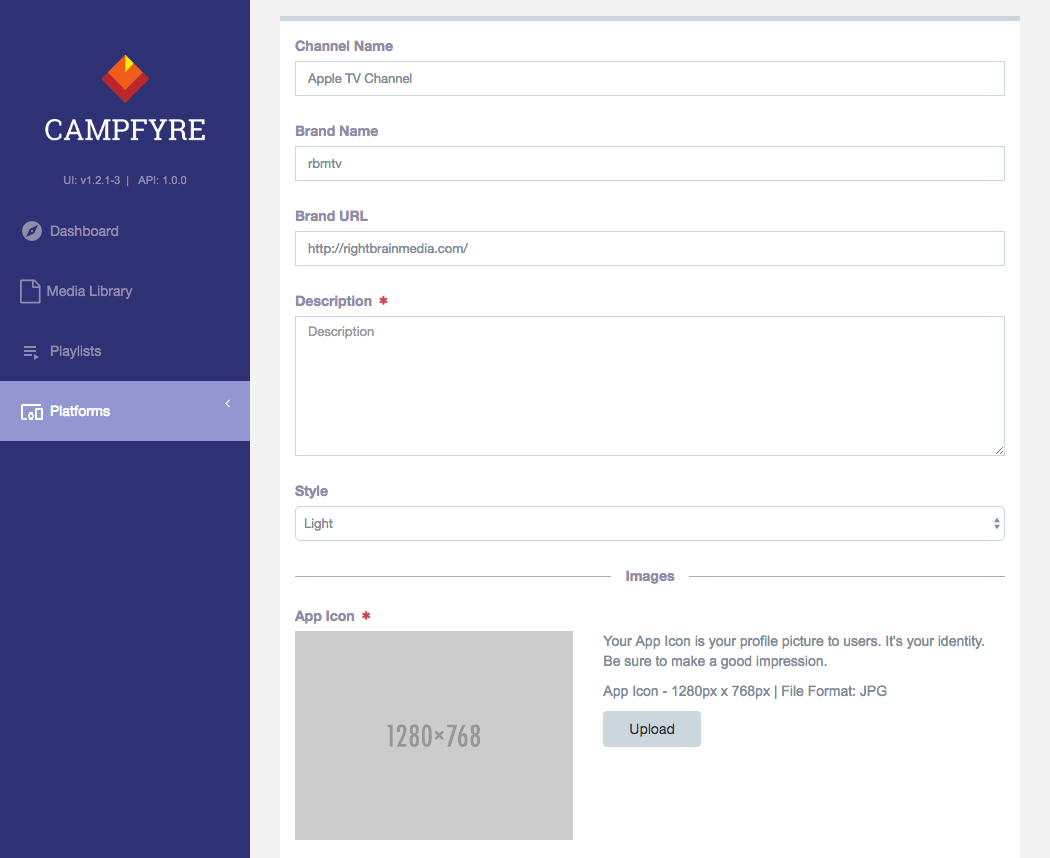 CAMPFYRE
UI: v1.2.1-3 | API: 1.0.0
Dashboard
Media Library
Playlists
Platforms
Channel Name
Apple TV Channel
Brand Name
rbmtv
Brand URL
http://rightbrainmedia.com/
Description *
Description
Style
Light
Images
App Icon *
1280×768
Your App Icon is your profile picture to users. It's your identity.
Be sure to make a good impression.
App Icon - 1280px x 768px | File Format: JPG
Upload